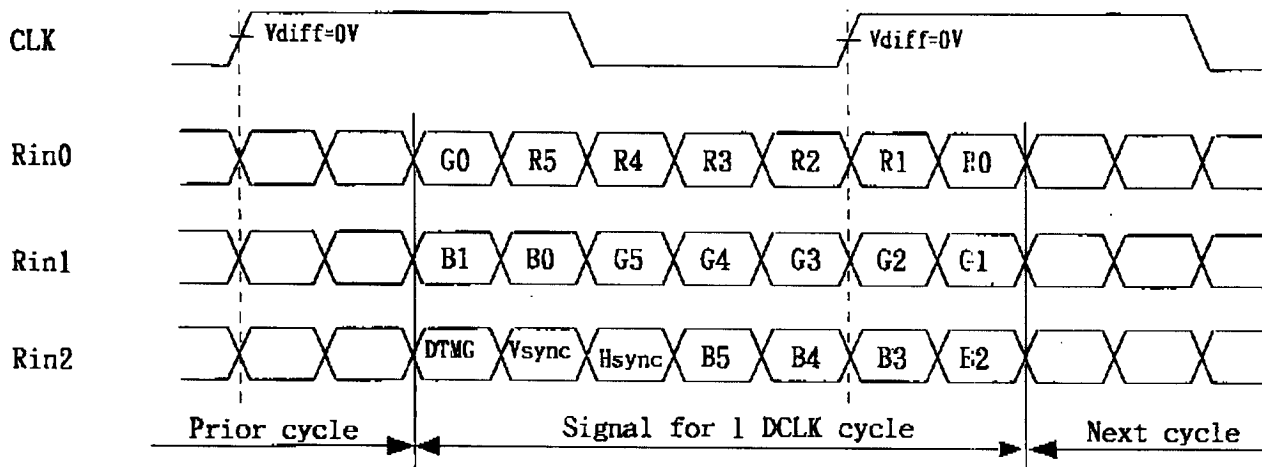 CLK Vdiff=0V Vdiff=0V
Rin0 G0 R5 R4 R3 R2 R1 R0
Rin1 B1 B0 G5 G4 G3 G2 G1
Rin2 DTMG Vsync Hsync B5 B4 B3 B2
Prior cycle Signal for 1 DCLK cycle Next cycle